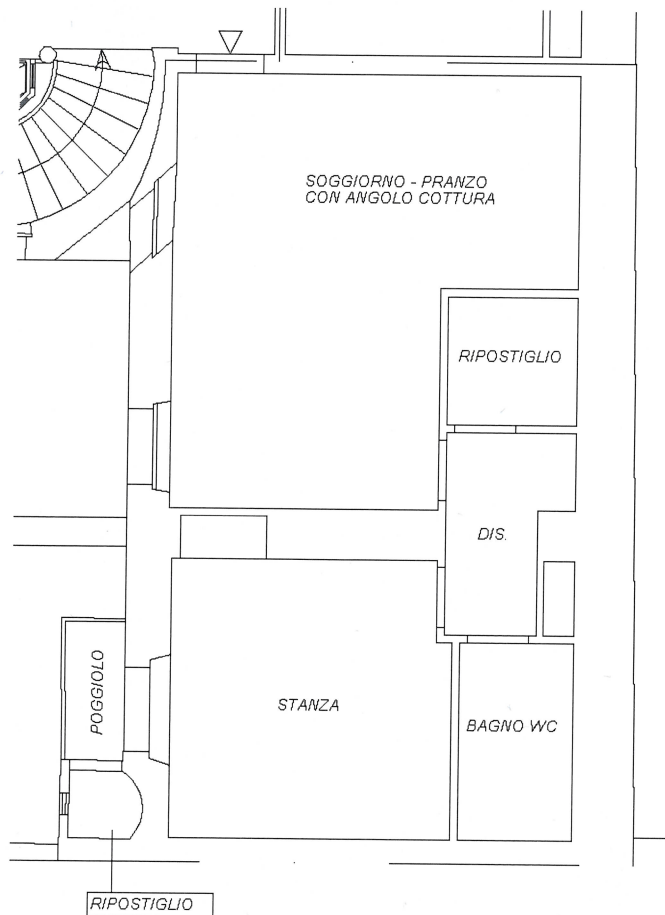 SOGGIORNO - PRANZO
CON ANGOLO COTTURA
RIPOSTIGLIO
DIS.
POGGIOLO
STANZA
BAGNO WC
RIPOSTIGLIO